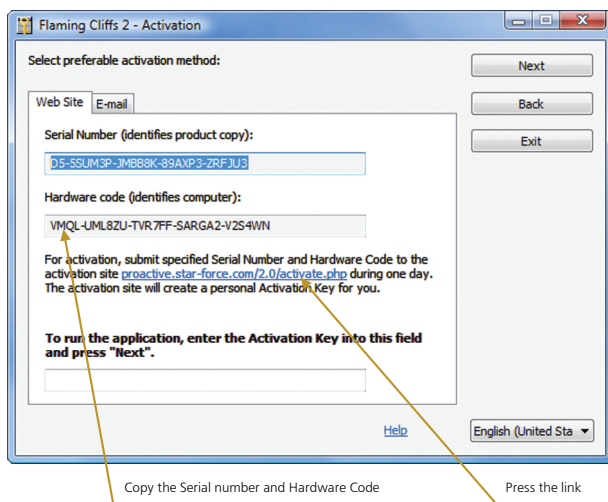 Flaming Cliffs 2 - Activation
Select preferable activation method:
Next
Web Site
E-mail
Back
Serial Number (identifies product copy):
Exit
D5-5SUM3P-JMBB8K-89AXP3-ZRFJU3
Hardware code (identifies computer):
VMQL-UML8ZU-TVR7FF-SARGA2-V2S4WN
For activation, submit specified Serial Number and Hardware Code to the
activation site proactive.star-force.com/2.0/activate.php during one day.
The activation site will create a personal Activation Key for you.
To run the application, enter the Activation Key into this field
and press "Next".
Help
English (United Sta
Copy the Serial number and Hardware Code
Press the link